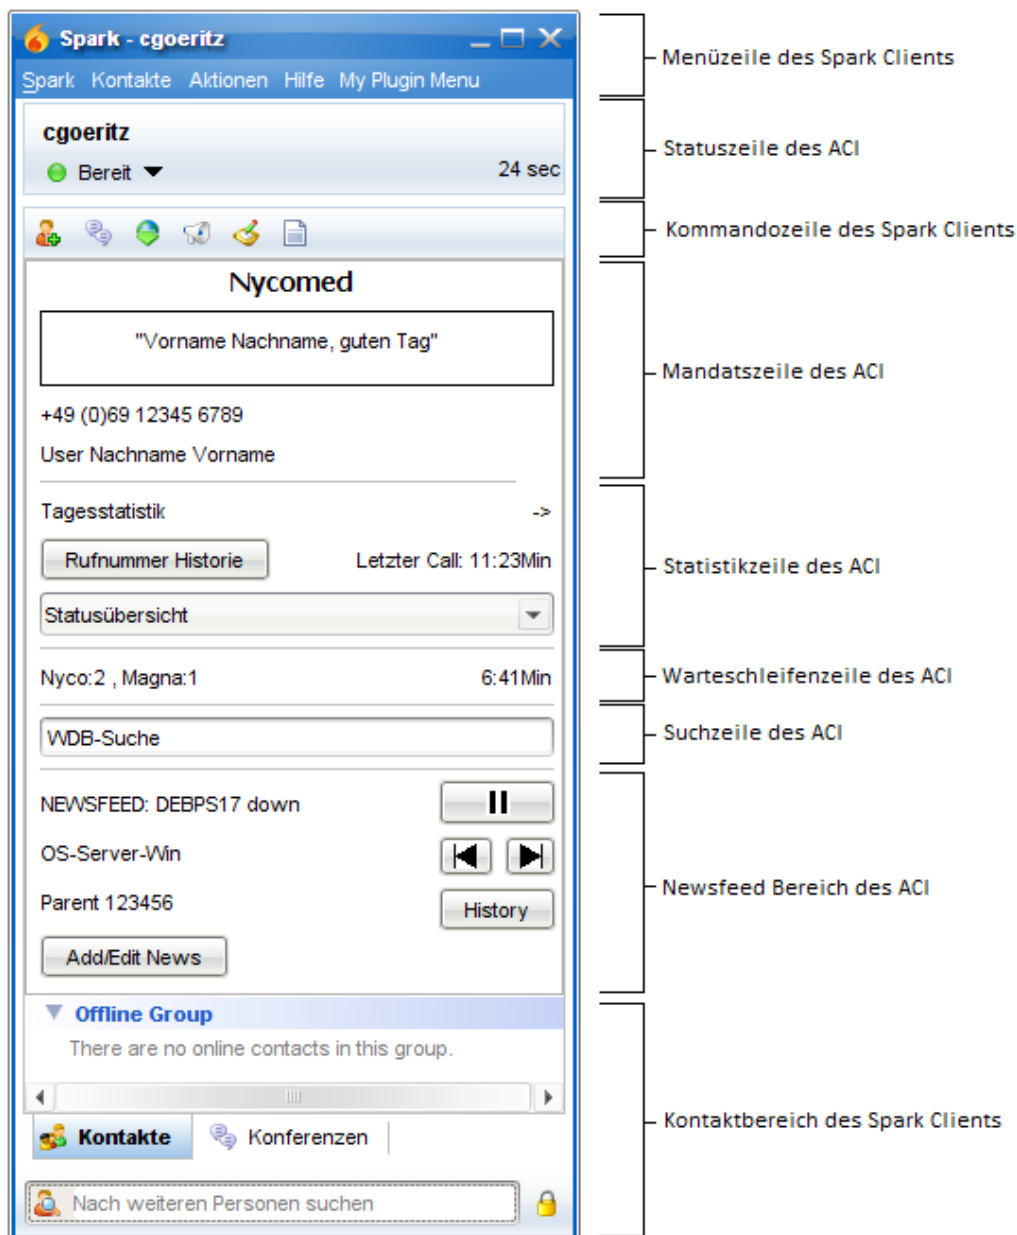 Spark - cgoeritz
Spark Kontakte Aktionen Hilfe My Plugin Menu
Menüzeile des Spark Clients
cgoeritz
Bereit 24 sec
Statuszeile des ACI
Kommandozeile des Spark Clients
Nycomed
"Vorname Nachname, guten Tag"
Mandatszeile des ACI
+49 (0)69 12345 6789
User Nachname Vorname
Tagesstatistik ->
Rufnummer Historie Letzter Call: 11:23Min
Statistikzeile des ACI
Statusübersicht
Nyco:2 , Magna:1 6:41Min
Warteschleifenzeile des ACI
WDB-Suche
Suchzeile des ACI
NEWSFEED: DEBPS17 down
OS-Server-Win
Parent 123456
History
Newsfeed Bereich des ACI
Add/Edit News
Offline Group
There are no online contacts in this group.
Kontakte Konferenzen
Kontaktbereich des Spark Clients
Nach weiteren Personen suchen